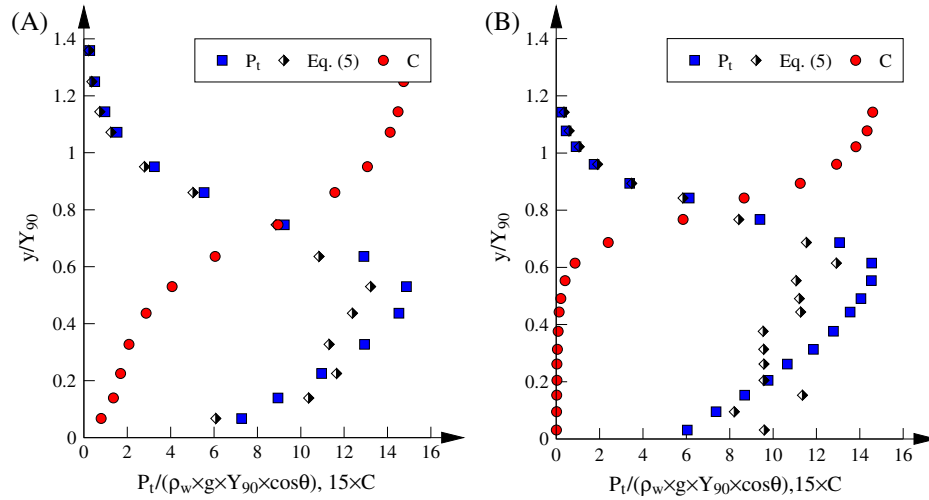 (A)
(B)
1.4
1.2
1
0.8
0.6
0.4
0.2
0
y/Y90
Pt Eq. (5) C
0 2 4 6 8 10 12 14 16
Pt/(ρw×g×Y90×cosθ), 15×C
1.4
1.2
1
0.8
0.6
0.4
0.2
0
y/Y90
Pt Eq. (5) C
0 2 4 6 8 10 12 14 16
Pt/(ρw×g×Y90×cosθ),15×C